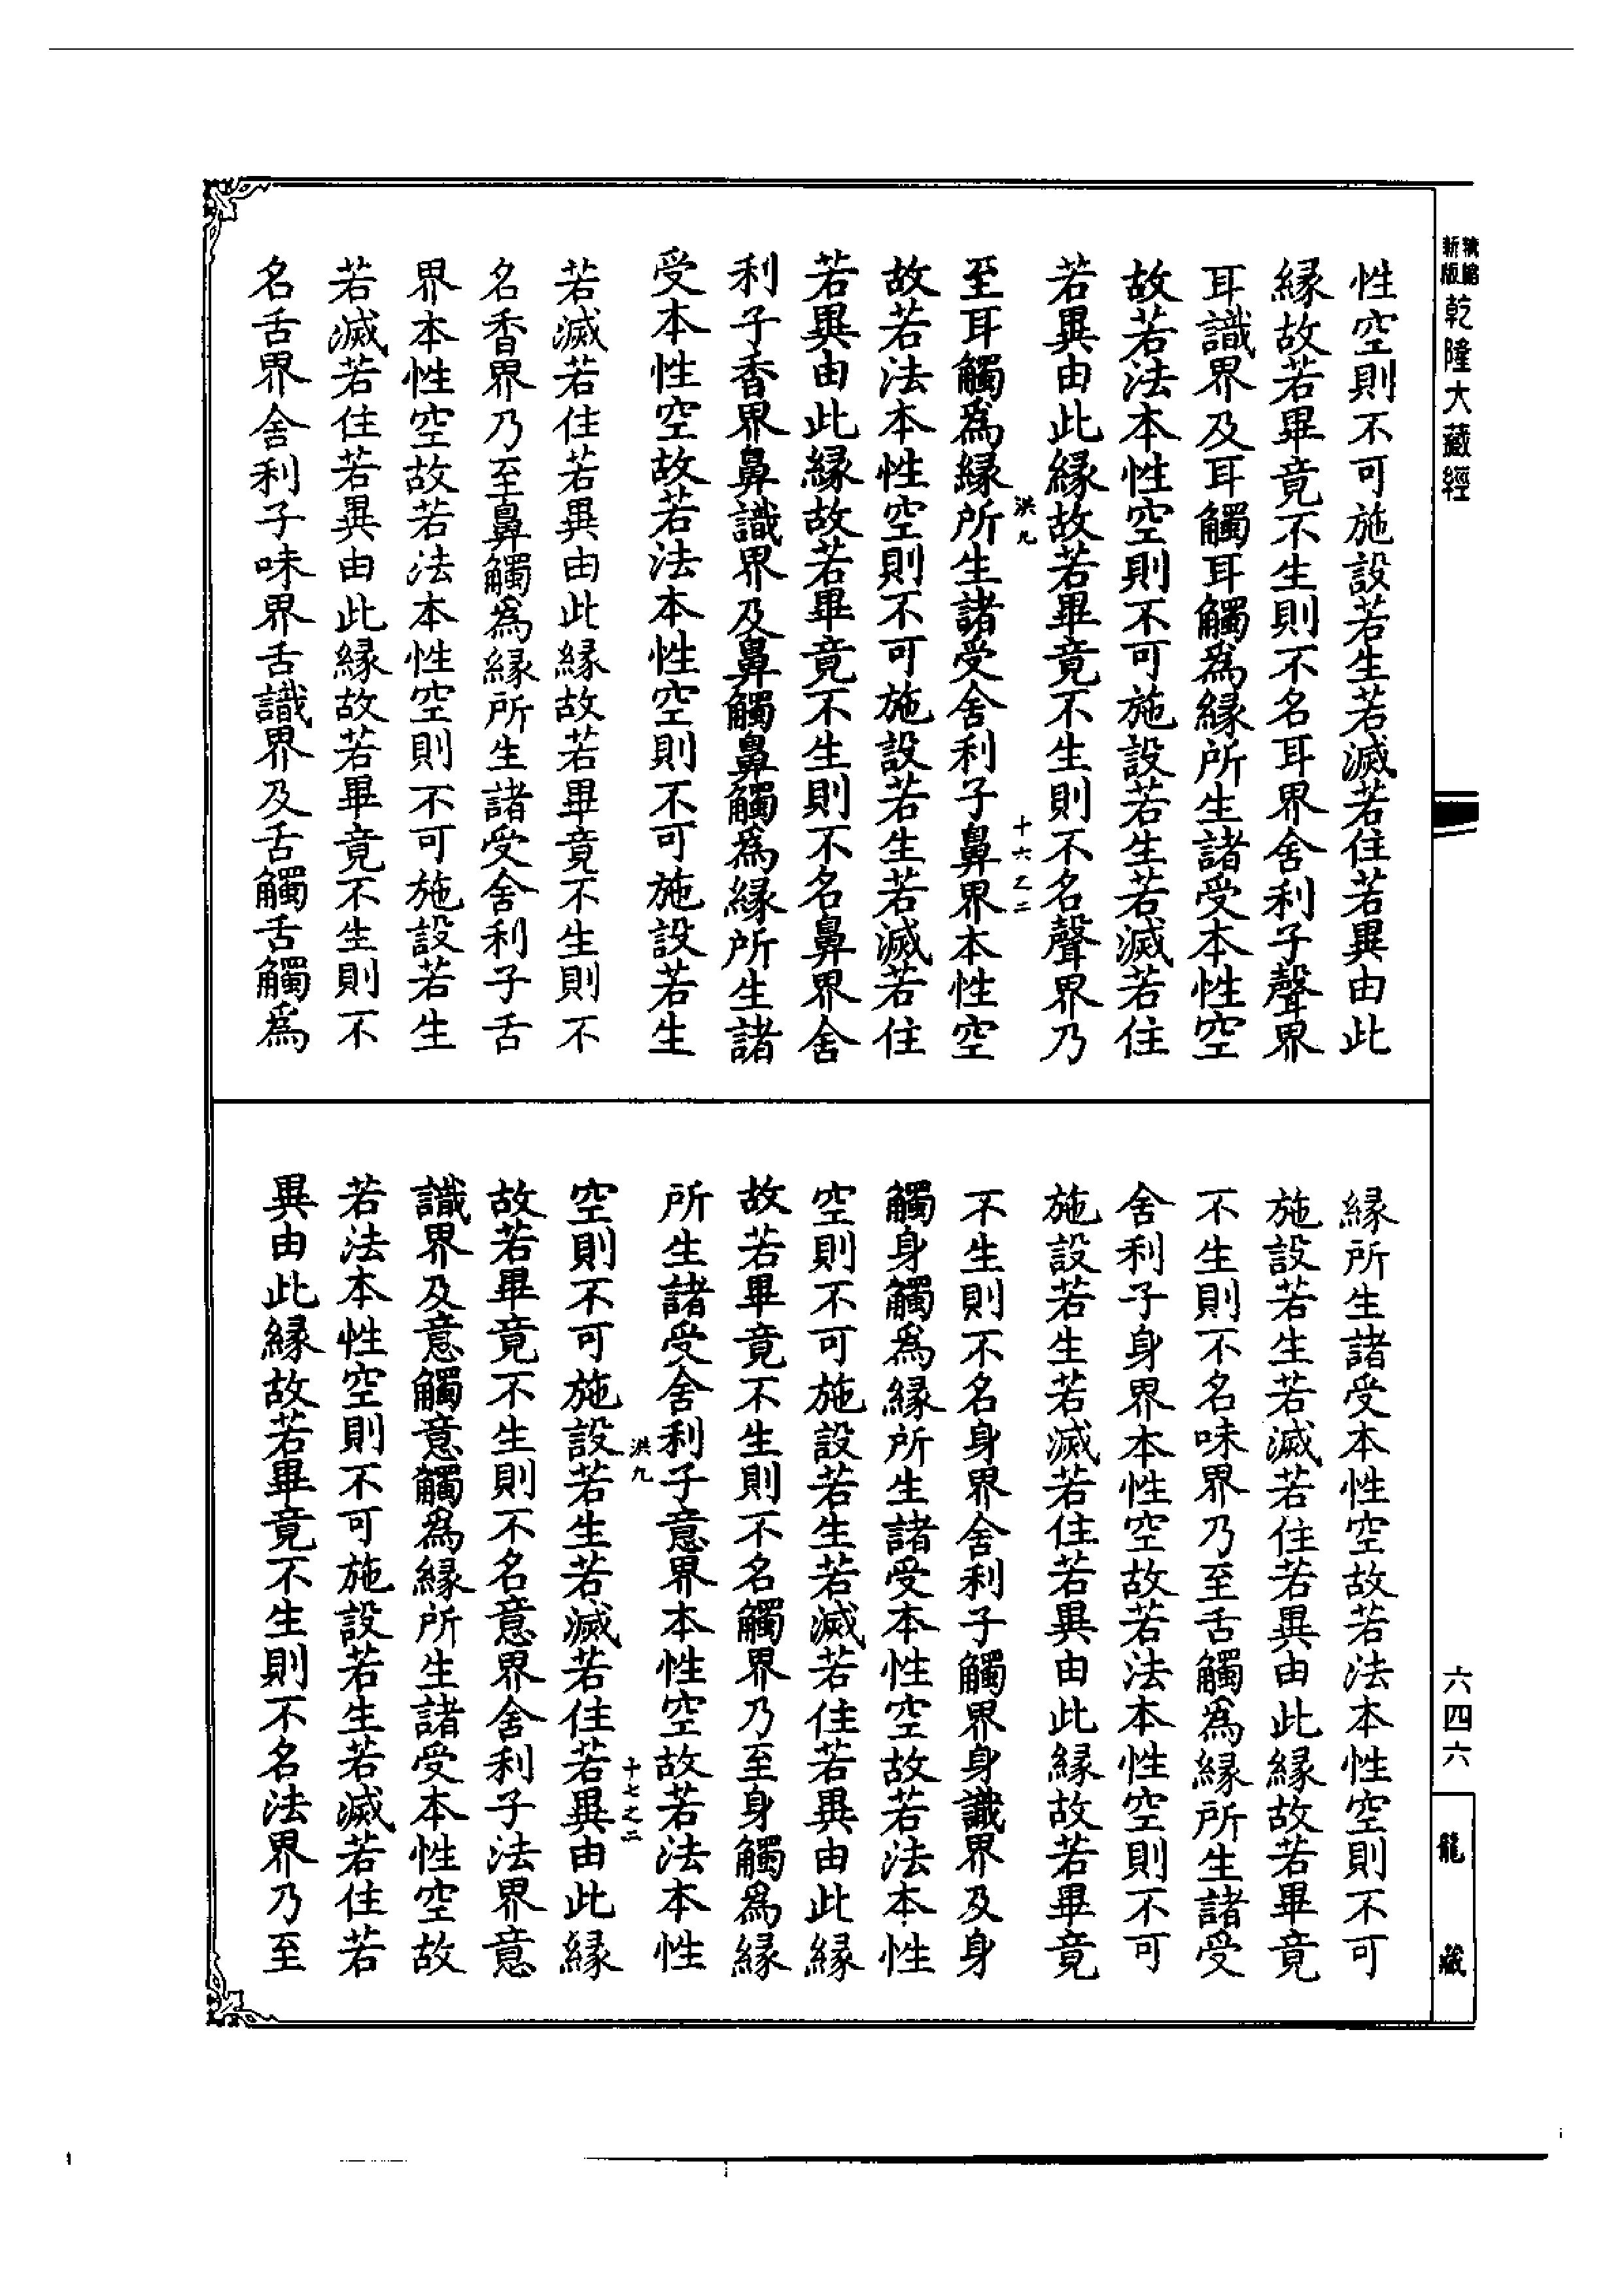 精縮新版乾隆大藏經
性空則不可施設若生若滅若住若異由此
縁故若畢竟不生則不名耳界舍利子聲界
耳識界及耳觸耳觸爲縁所生諸受本性空
故若法本性空則不可施設若生若滅若住
若異由此縁故若畢竟不生則不名聲界乃
洪九
十六之二
至耳觸爲縁所生諸受舍利子鼻界本性空
故若法本性空則不可施設若生若滅若住
若異由此縁故若畢竟不生則不名鼻界舍
利子香界鼻識界及鼻觸鼻觸爲縁所生諸
受本性空故若法本性空則不可施設若生
若滅若住若異由此縁故若畢竟不生則不
名香界乃至鼻觸爲縁所生諸受舍利子舌
界本性空故若法本性空則不可施設若生
若滅若住若異由此縁故若畢竟不生則不
名舌界舍利子味界舌識界及舌觸舌觸爲
六四六
龍藏
縁所生諸受本性空故若法本性空則不可
施設若生若滅若住若異由此縁故若畢竟
不生則不名味界乃至舌觸爲縁所生諸受
舍利子身界本性空故若法本性空則不可
施設若生若滅若住若異由此縁故若畢竟
不生則不名身界舍利子觸界身識界及身
觸身觸爲縁所生諸受本性空故若法本性
空則不可施設若生若滅若住若異由此縁
故若畢竟不生則不名觸界乃至身觸爲縁
所生諸受舍利子意界本性空故若法本性
洪九
十七之二
空則不可施設若生若滅若住若異由此縁
故若畢竟不生則不名意界舍利子法界意
識界及意觸意觸爲縁所生諸受本性空故
若法本性空則不可施設若生若滅若住若
異由此縁故若畢竟不生則不名法界乃至